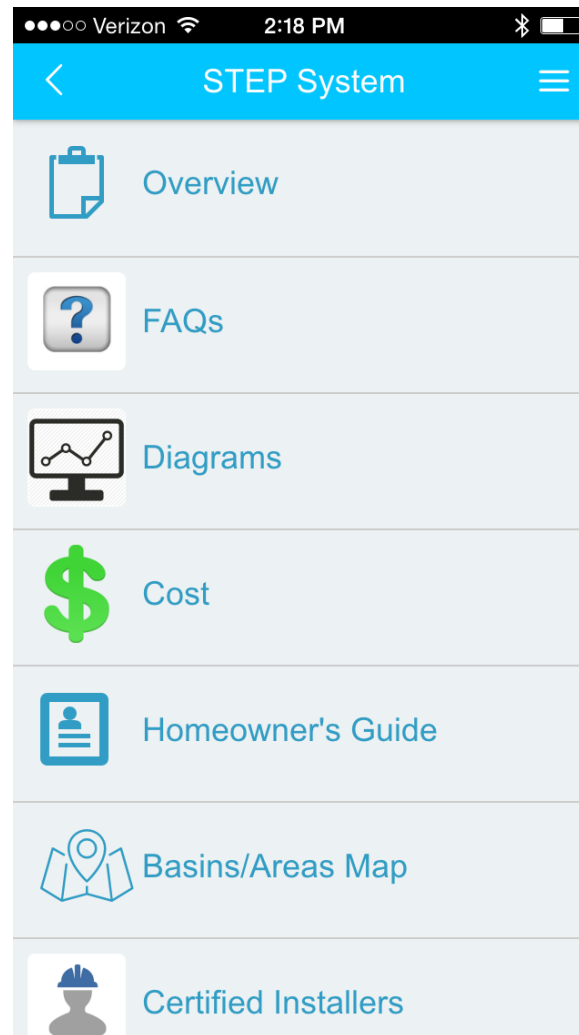 Verizon 2:18 PM
STEP System
Overview
FAQs
Diagrams
Cost
Homeowner's Guide
Basins/Areas Map
Certified Installers